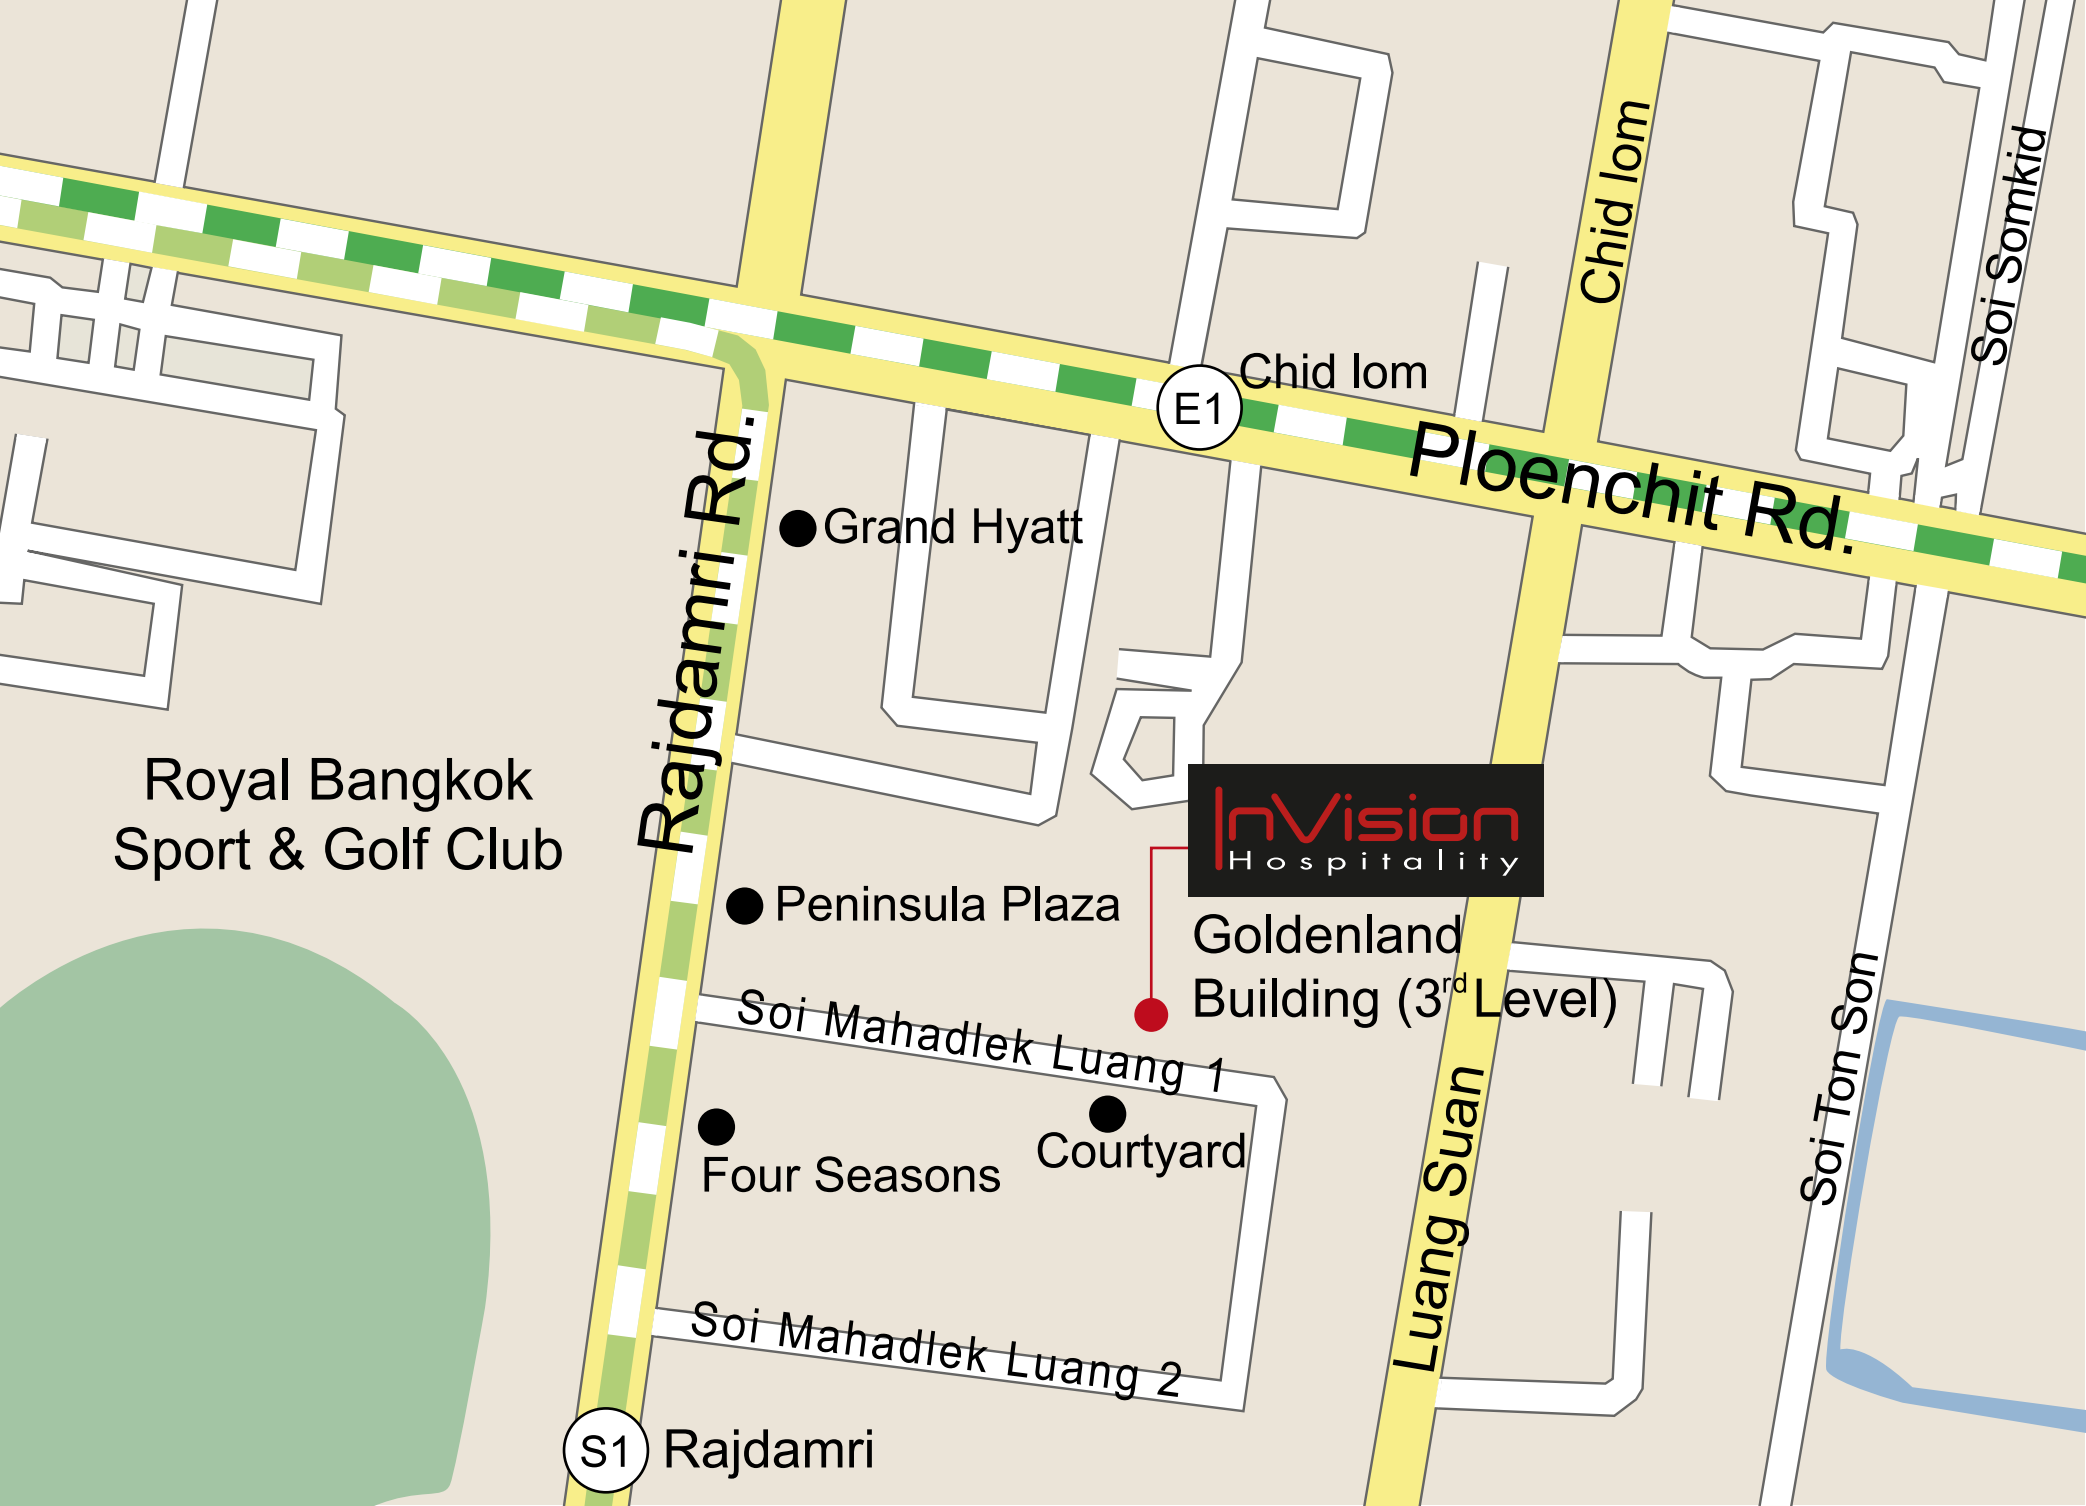 Chid lom
Soi Somkid
Chid lom
E1
Ploenchit Rd.
Rajdamri Rd.
Grand Hyatt
Royal Bangkok
Sport & Golf Club
InVision
Hospitality
Peninsula Plaza
Goldenland
Building (3rd Level)
Soi Mahadlek Luang 1
Soi Ton Son
Four Seasons
Courtyard
Luang Suan
Soi Mahadlek Luang 2
S1
Rajdamri